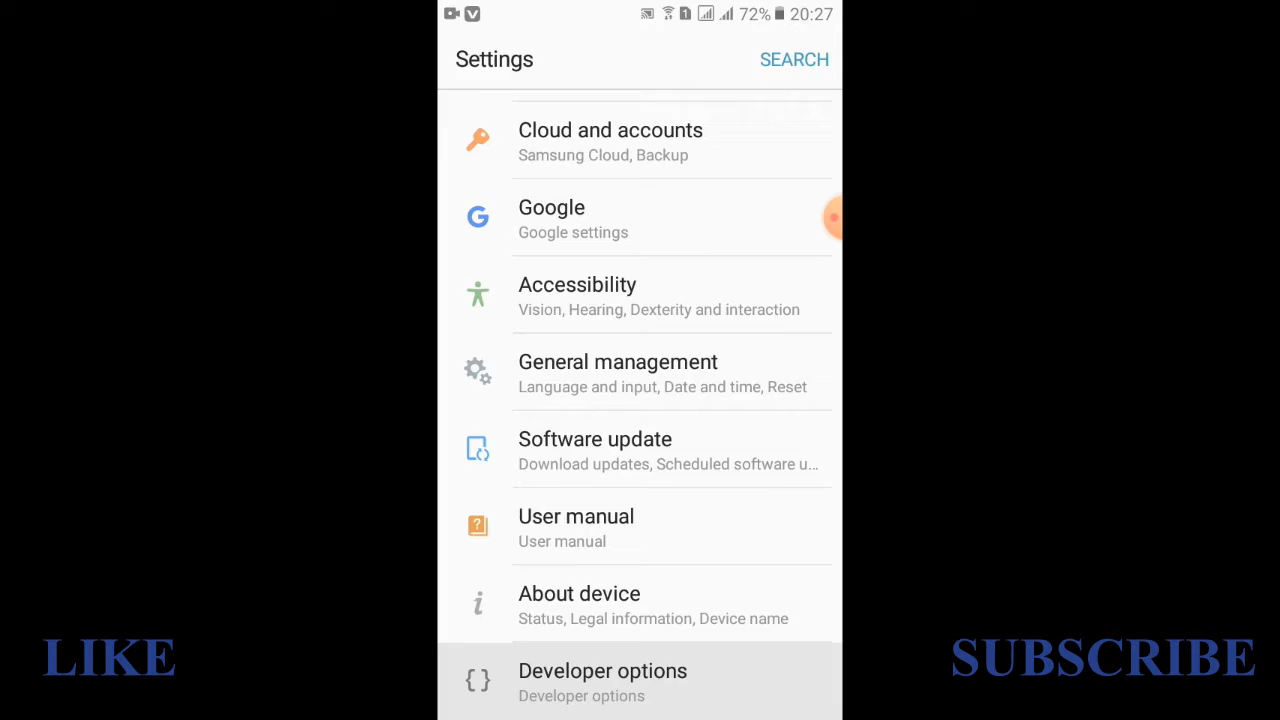 72% 20:27
Settings
SEARCH
Cloud and accounts
Samsung Cloud, Backup
Google
Google settings
Accessibility
Vision, Hearing, Dexterity and interaction
General management
Language and input, Date and time, Reset
Software update
Download updates, Scheduled software u...
User manual
User manual
About device
Status, Legal information, Device name
Developer options
Developer options
LIKE
SUBSCRIBE